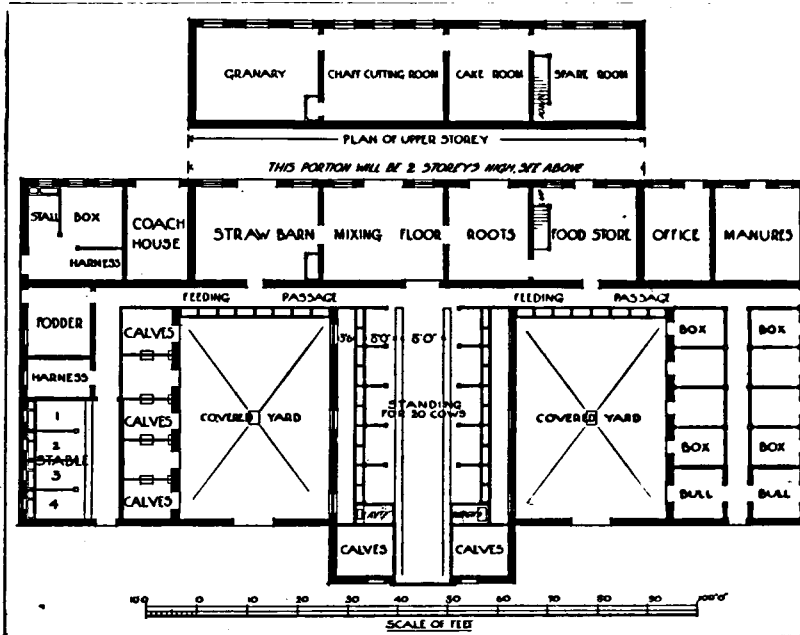 GRANARY
CHAFF CUTTING ROOM
CAKE ROOM
SPARE ROOM
DOWN
PLAN OF UPPER STOREY
THIS PORTION WILL BE 2 STOREYS HIGH, SEE ABOVE
STALL
BOX
HARNESS
COACH
HOUSE
STRAW BARN
MIXING FLOOR
ROOTS
UP
FOOD STORE
OFFICE
MANURES
FEEDING PASSAGE
FEEDING PASSAGE
FODDER
HARNESS
1
2
STABLE
3
4
CALVES
CALVES
CALVES
COVERED YARD
8'0"
8'0"
STANDING
FOR 20 COWS
CALVES
CALVES
COVERED YARD
BOX
BOX
BOX
BOX
BULL
BULL
10 0
0
10
20
30
40
50
60
70
80
90
100'0"
SCALE OF FEET